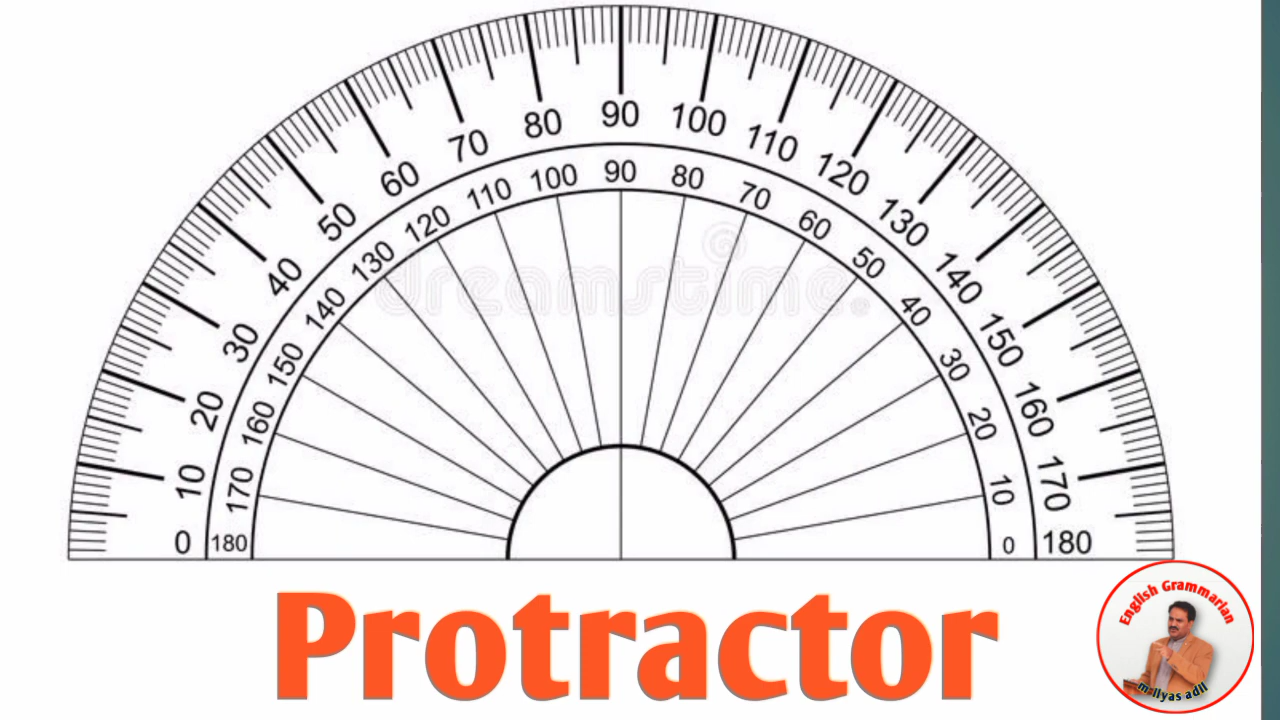 0 10 20 30 40 50 60 70 80 90 100 110 120 130 140 150 160 170 180
180 170 160 150 140 130 120 110 100 90 80 70 60 50 40 30 20 10 0
dreamstime.
Protractor
English Grammarian
m ilyas adil